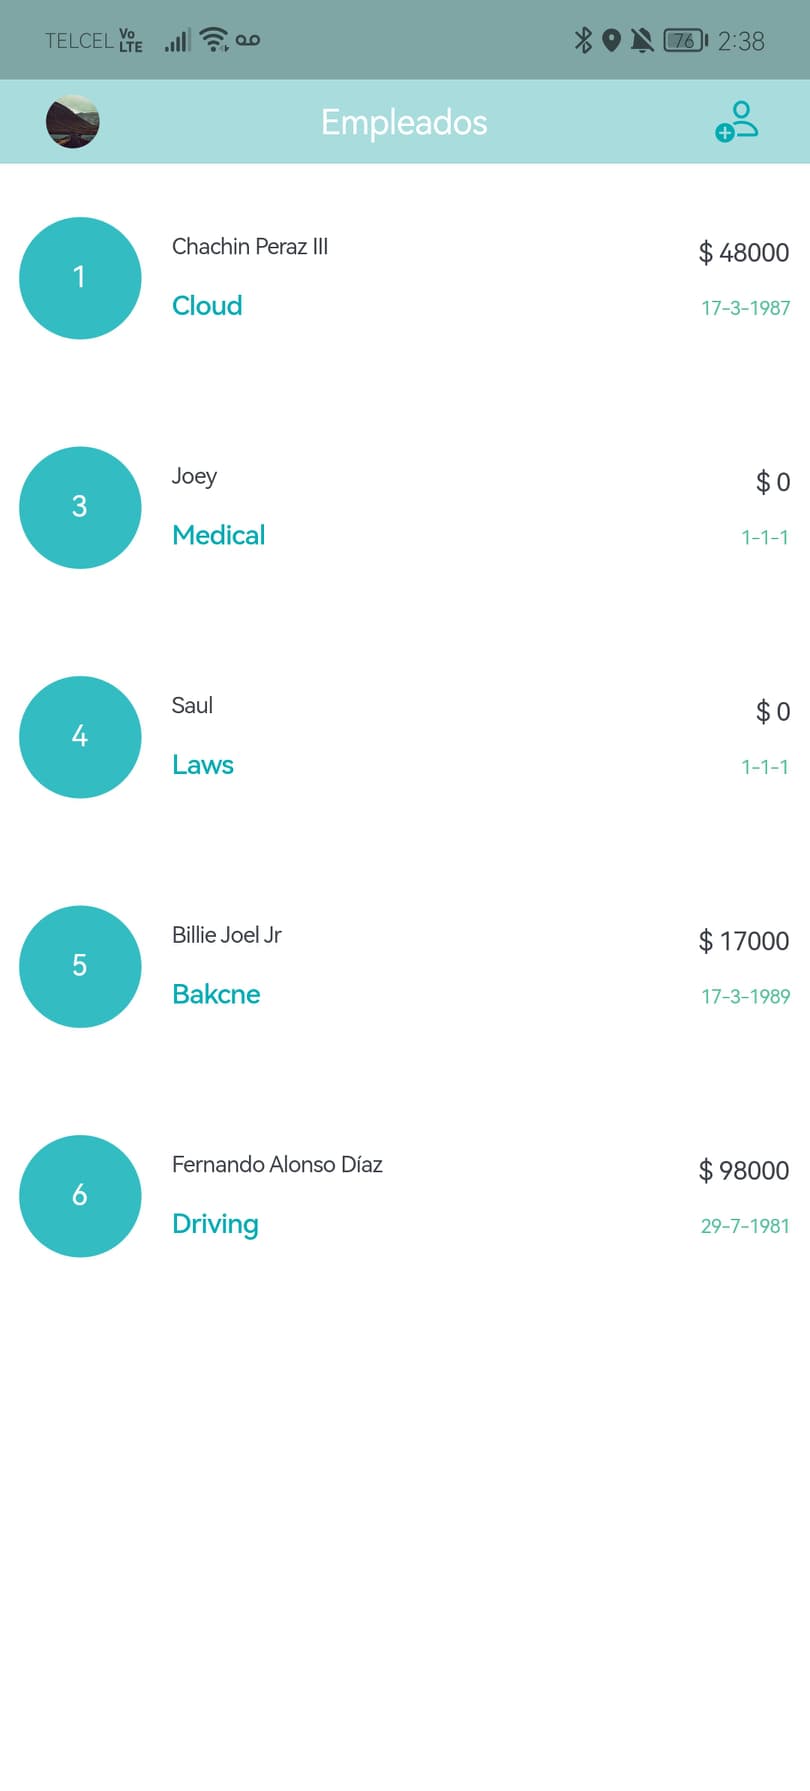 TELCEL VoLTE 76 2:38
Empleados
1
Chachin Peraz III
$ 48000
Cloud
17-3-1987
3
Joey
$ 0
Medical
1-1-1
4
Saul
$ 0
Laws
1-1-1
5
Billie Joel Jr
$ 17000
Bakcne
17-3-1989
6
Fernando Alonso Díaz
$ 98000
Driving
29-7-1981